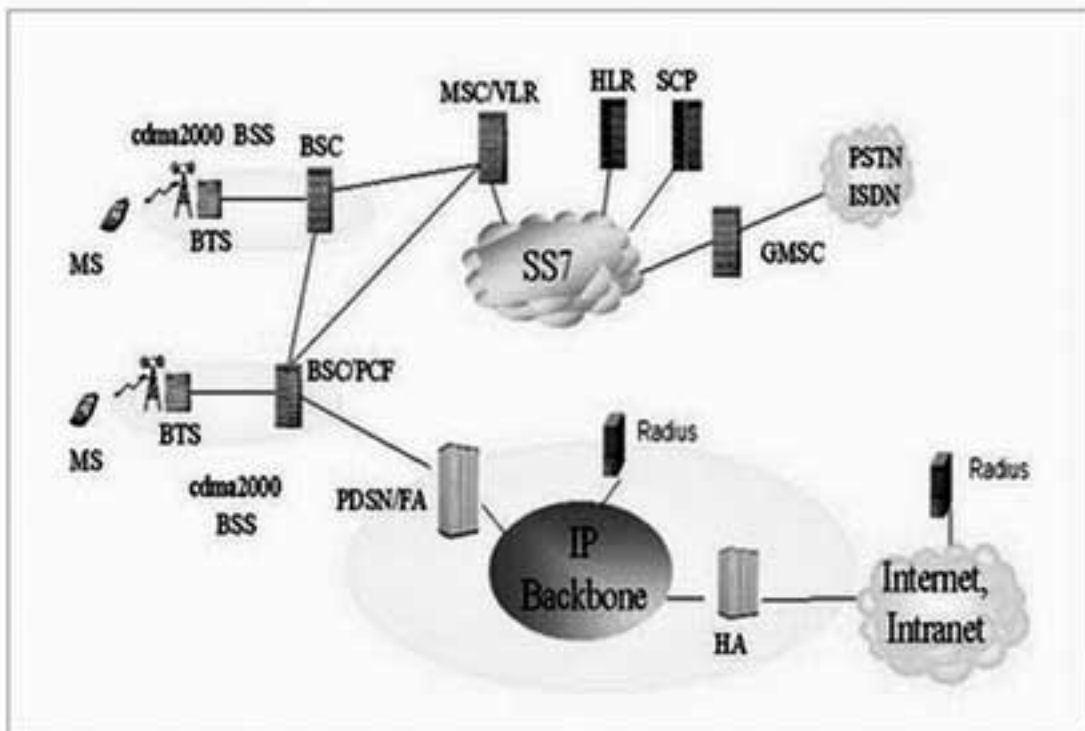 HLR SCP
MSC/VLR
cdma2000 BSS
BSC
PSTN
ISDN
BTS
MS
SS7
GMSC
BSC/PCF
BTS
MS
Radius
Radius
cdma2000
BSS
PDSN/FA
IP
Backbone
Internet,
Intranet
HA